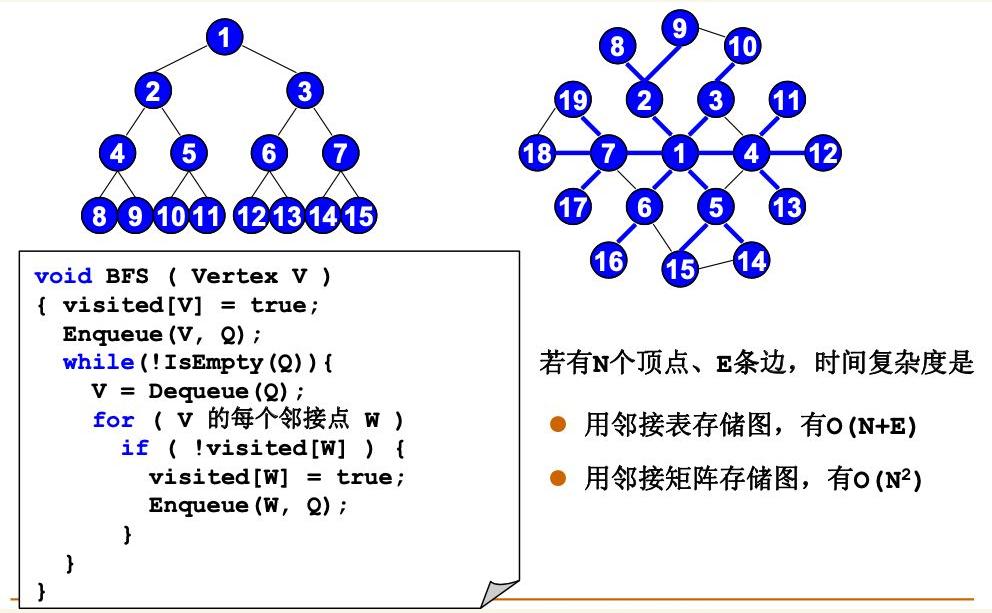 1
2 3
4 5 6 7
8 9 10 11 12 13 14 15
9
8 10
19 2 3 11
18 7 1 4 12
17 6 5 13
16 15 14
void BFS ( Vertex V )
{ visited[V] = true;
Enqueue(V, Q);
while(!IsEmpty(Q)){
V = Dequeue(Q);
for ( V 的每个邻接点 W )
if ( !visited[W] ) {
visited[W] = true;
Enqueue(W, Q);
}
}
}
若有N个顶点、E条边，时间复杂度是
用邻接表存储图，有O(N+E)
用邻接矩阵存储图，有O(N²)